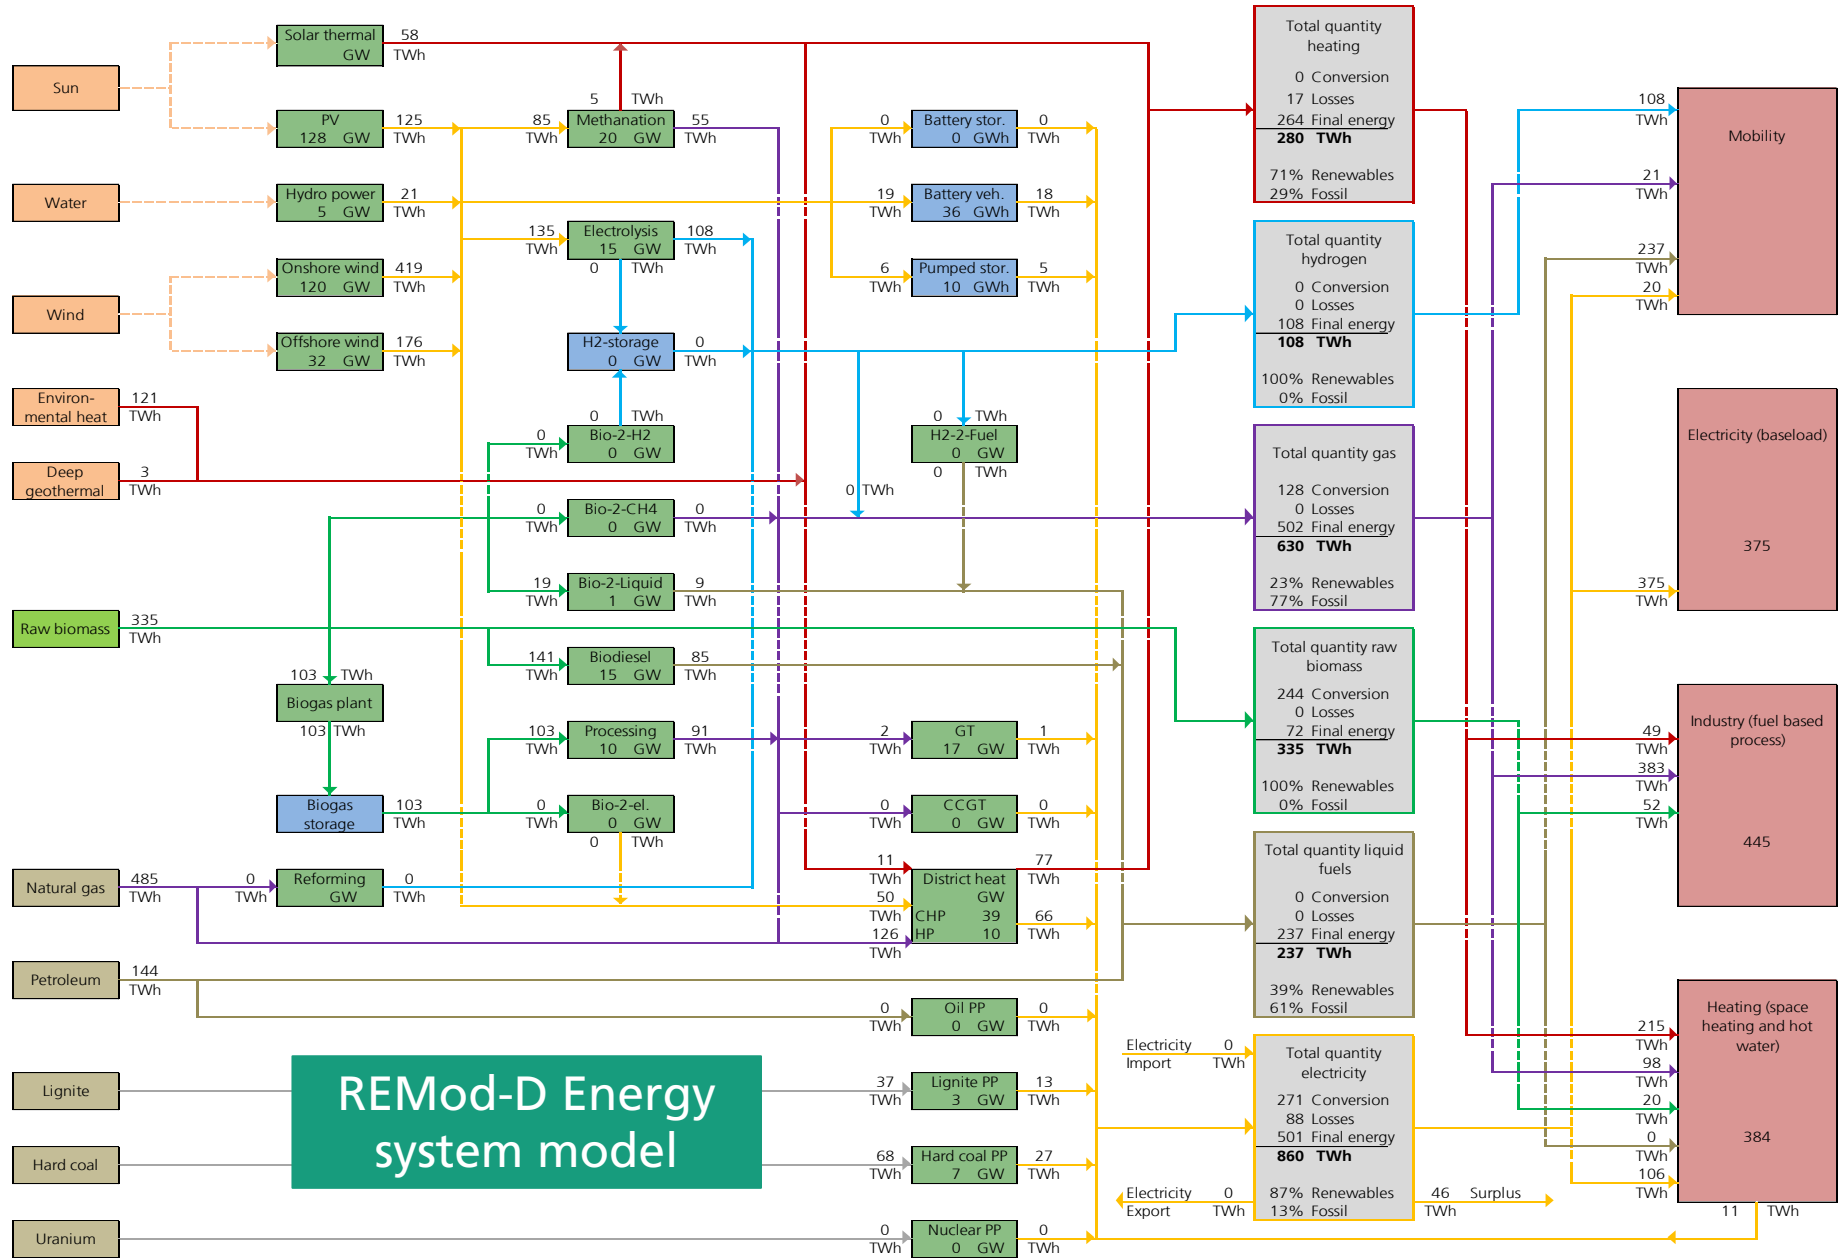 Sun
Water
Wind
Environ-
mental heat
121
TWh
Deep
geothermal
3
TWh
Raw biomass
335
TWh
Natural gas
485
TWh
Petroleum
144
TWh
Lignite
Hard coal
Uranium
Solar thermal
GW
58
TWh
PV
128 GW
125
TWh
Hydro power
5 GW
21
TWh
Onshore wind
120 GW
419
TWh
Offshore wind
32 GW
176
TWh
103 TWh
Biogas plant
103 TWh
Biogas
storage
103
TWh
0
TWh
Reforming
GW
0
TWh
5 TWh
85
TWh
Methanation
20 GW
55
TWh
135
TWh
Electrolysis
15 GW
108
TWh
0 TWh
H2-storage
0 GW
0
TWh
0 TWh
0
TWh
Bio-2-H2
0 GW
0
TWh
Bio-2-CH4
0 GW
0
TWh
19
TWh
Bio-2-Liquid
1 GW
9
TWh
141
TWh
Biodiesel
15 GW
85
TWh
103
TWh
Processing
10 GW
91
TWh
0
TWh
Bio-2-el.
0 GW
0 TWh
0
TWh
Battery stor.
0 GWh
0
TWh
19
TWh
Battery veh.
36 GWh
18
TWh
6
TWh
Pumped stor.
10 GWh
5
TWh
0 TWh
H2-2-Fuel
0 GW
0 TWh
0 TWh
2
TWh
GT
17 GW
1
TWh
0
TWh
CCGT
0 GW
0
TWh
11
TWh
50
TWh
126
TWh
District heat
GW
CHP 39
HP 10
77
TWh
66
TWh
0
TWh
Oil PP
0 GW
0
TWh
37
TWh
Lignite PP
3 GW
13
TWh
68
TWh
Hard coal PP
7 GW
27
TWh
0
TWh
Nuclear PP
0 GW
0
TWh
REMod-D Energy
system model
Total quantity
heating
0 Conversion
17 Losses
264 Final energy
280 TWh
71% Renewables
29% Fossil
Total quantity
hydrogen
0 Conversion
0 Losses
108 Final energy
108 TWh
100% Renewables
0% Fossil
Total quantity gas
128 Conversion
0 Losses
502 Final energy
630 TWh
23% Renewables
77% Fossil
Total quantity raw
biomass
244 Conversion
0 Losses
72 Final energy
335 TWh
100% Renewables
0% Fossil
Total quantity liquid
fuels
0 Conversion
0 Losses
237 Final energy
237 TWh
39% Renewables
61% Fossil
Electricity
Import
0
TWh
Total quantity
electricity
271 Conversion
88 Losses
501 Final energy
860 TWh
87% Renewables
13% Fossil
Electricity
Export
0
TWh
46
TWh
Surplus
108
TWh
21
TWh
237
TWh
20
TWh
Mobility
375
TWh
Electricity (baseload)
375
49
TWh
383
TWh
52
TWh
Industry (fuel based
process)
445
215
TWh
98
TWh
20
TWh
0
TWh
106
TWh
Heating (space
heating and hot
water)
384
11 TWh